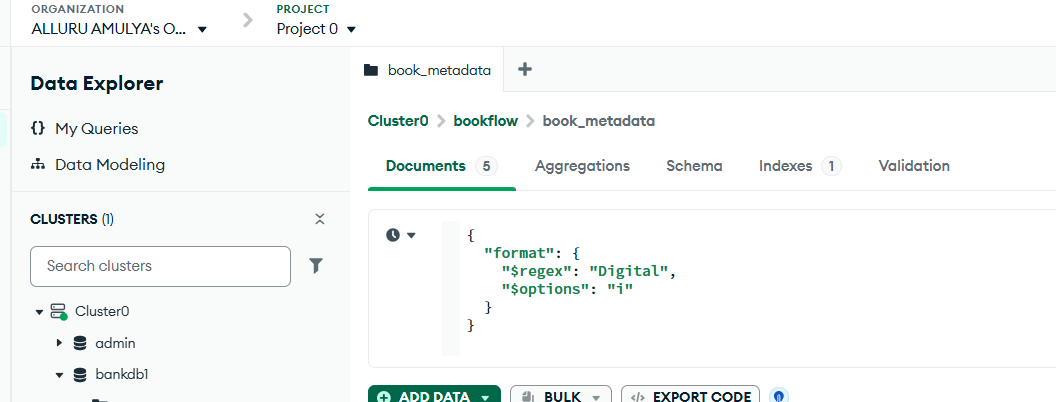 ORGANIZATION
ALLURU AMULYA's O...
PROJECT
Project 0
Data Explorer
My Queries
Data Modeling
CLUSTERS (1)
Search clusters
Cluster0
admin
bankdb1
book_metadata
Cluster0 > bookflow > book_metadata
Documents 5 Aggregations Schema Indexes 1 Validation
{
"format": {
"$regex": "Digital",
"$options": "i"
}
}
ADD DATA BULK EXPORT CODE